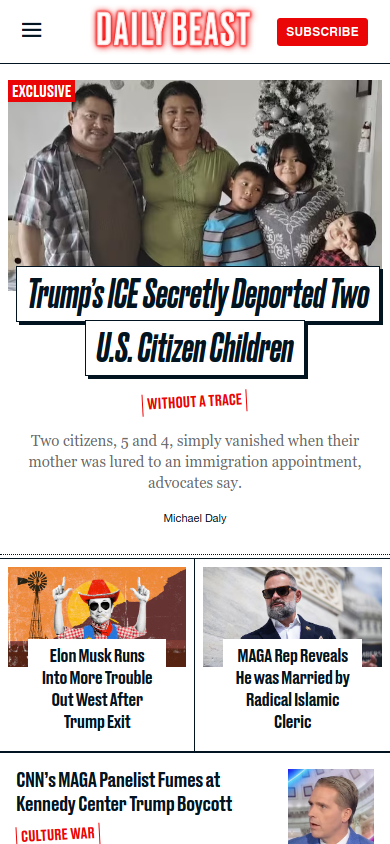 DAILY BEAST
SUBSCRIBE
EXCLUSIVE
Trump's ICE Secretly Deported Two
U.S. Citizen Children
WITHOUT A TRACE
Two citizens, 5 and 4, simply vanished when their
mother was lured to an immigration appointment,
advocates say.
Michael Daly
Elon Musk Runs
Into More Trouble
Out West After
Trump Exit
MAGA Rep Reveals
He was Married by
Radical Islamic
Cleric
CNN’s MAGA Panelist Fumes at
Kennedy Center Trump Boycott
CULTURE WAR